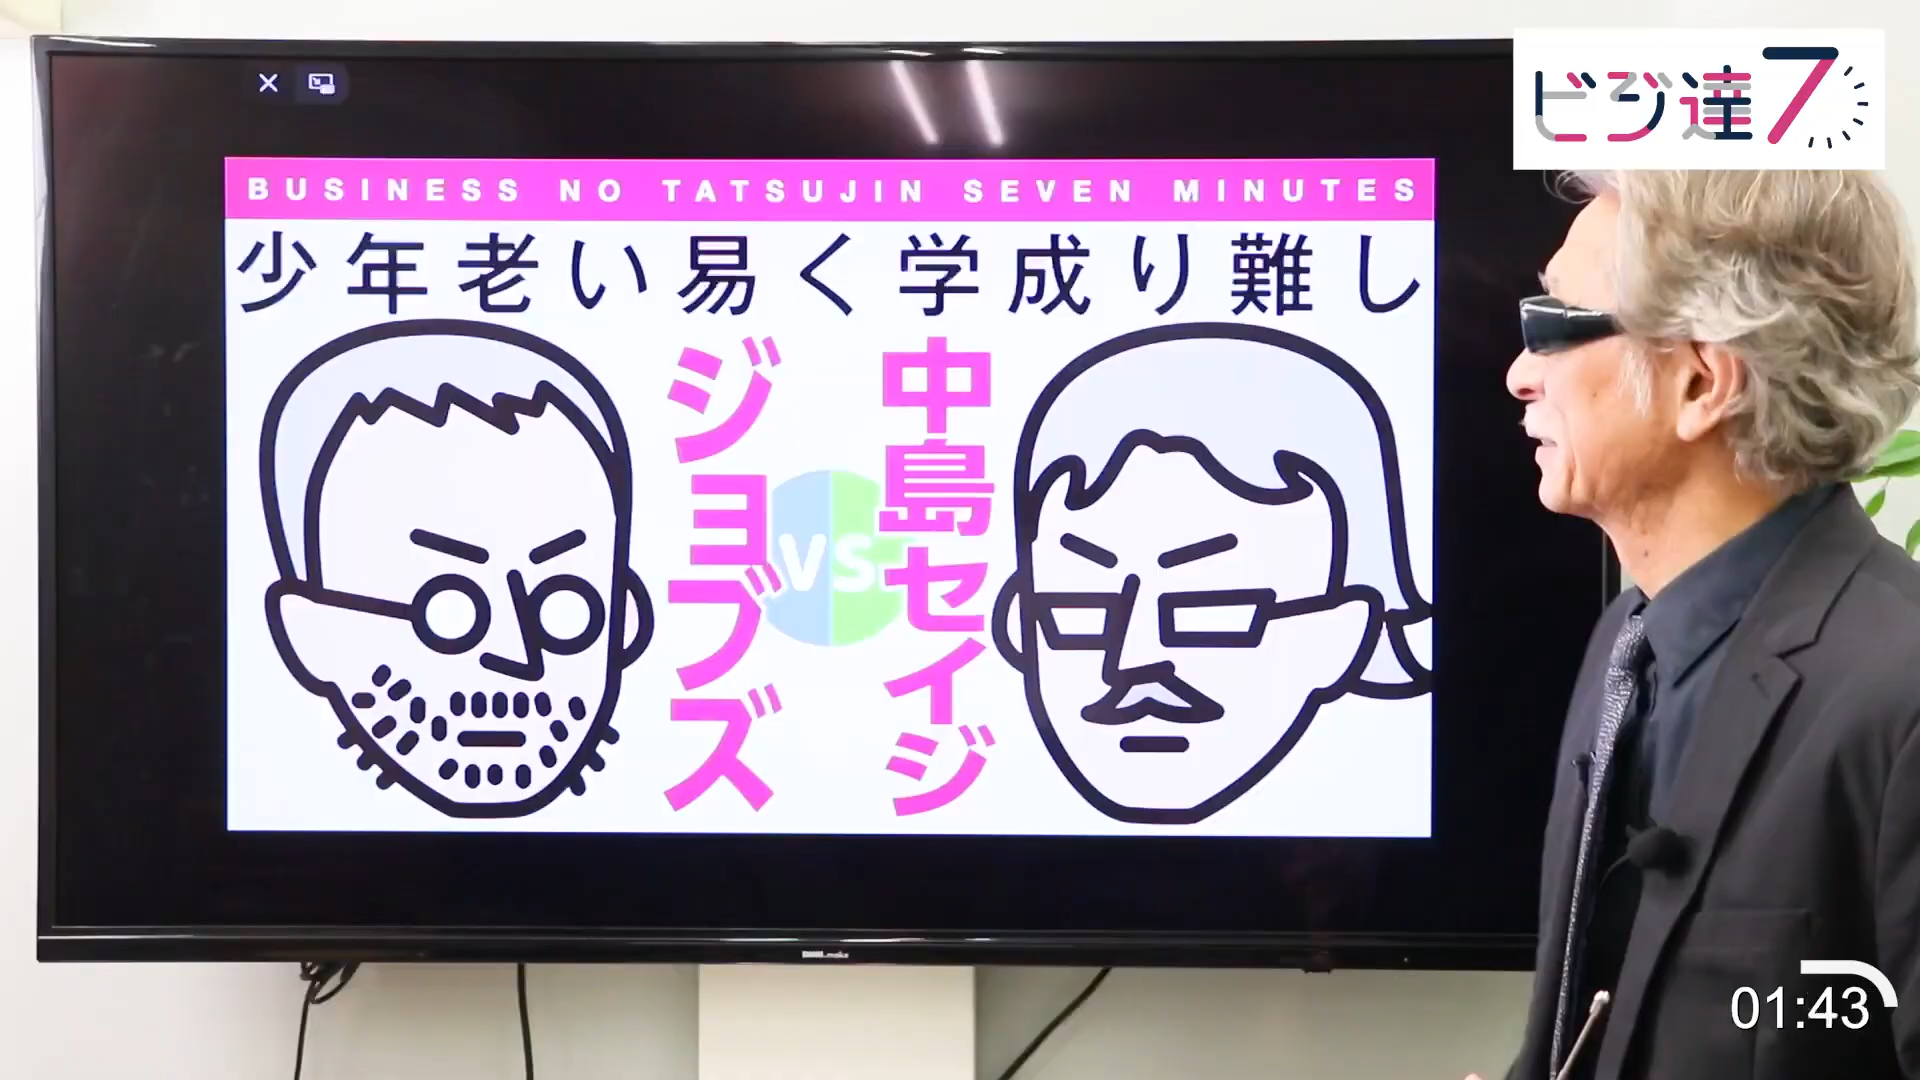 ビジ達7
BUSINESS NO TATSUJIN SEVEN MINUTES
少年老い易く学成り難し
中島セイジ
VS
ジョブズ
01:43